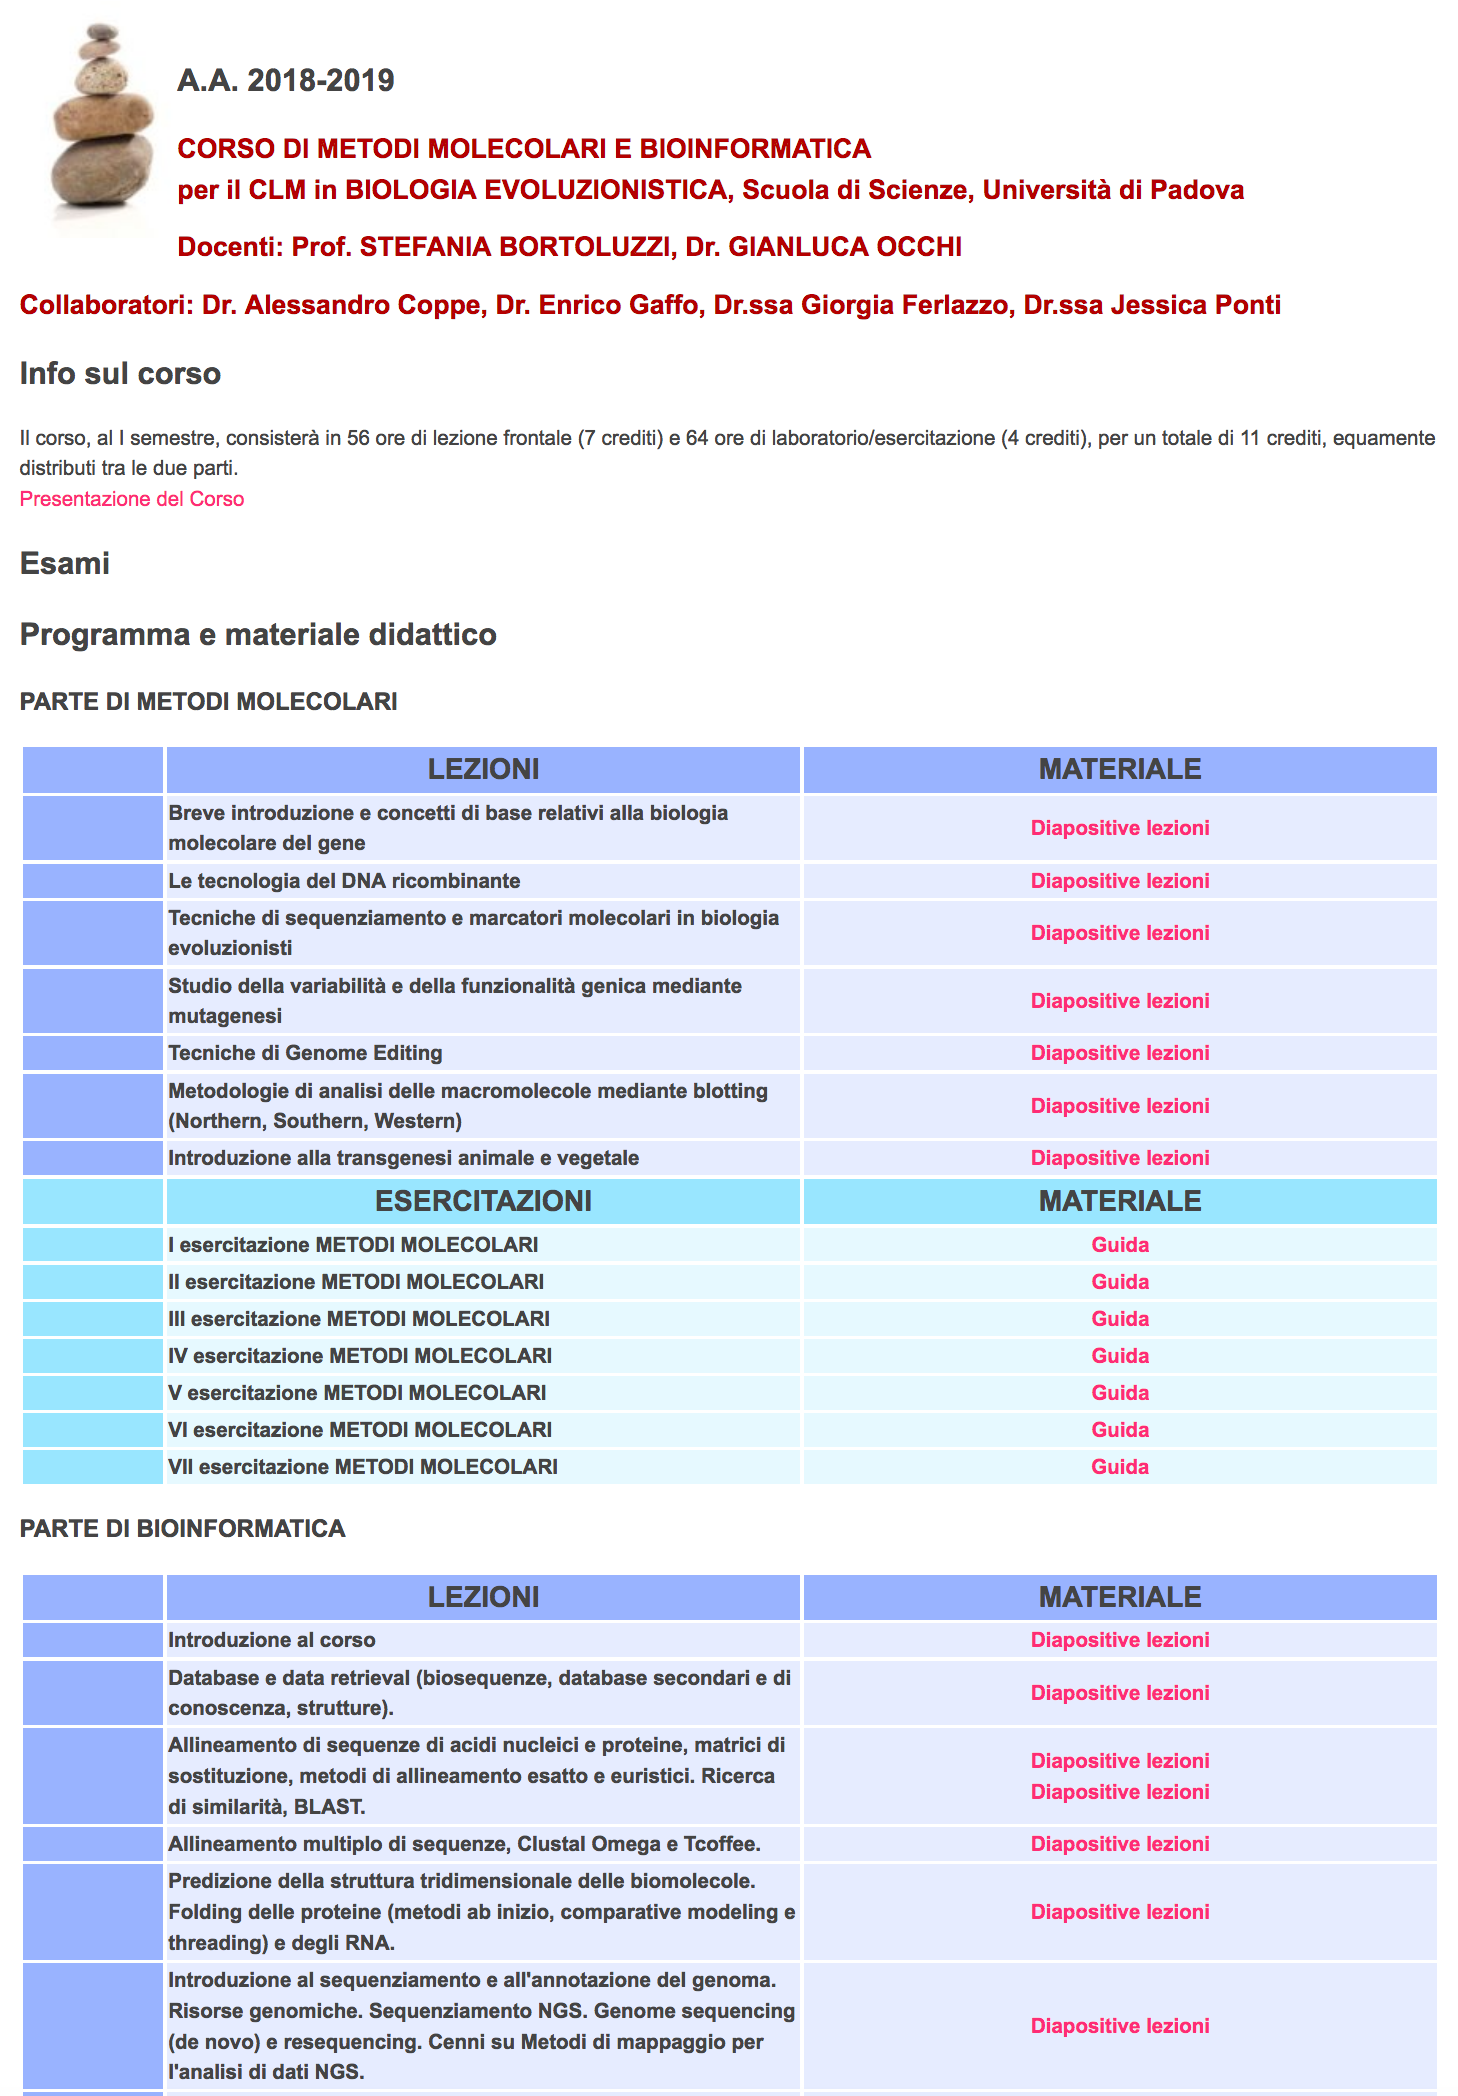 A.A. 2018-2019
CORSO DI METODI MOLECOLARI E BIOINFORMATICA
per il CLM in BIOLOGIA EVOLUZIONISTICA, Scuola di Scienze, Università di Padova
Docenti: Prof. STEFANIA BORTOLUZZI, Dr. GIANLUCA OCCHI
Collaboratori: Dr. Alessandro Coppe, Dr. Enrico Gaffo, Dr.ssa Giorgia Ferlazzo, Dr.ssa Jessica Ponti
Info sul corso
Il corso, al I semestre, consisterà in 56 ore di lezione frontale (7 crediti) e 64 ore di laboratorio/esercitazione (4 crediti), per un totale di 11 crediti, equamente
distributi tra le due parti.
Presentazione del Corso
Esami
Programma e materiale didattico
PARTE DI METODI MOLECOLARI
LEZIONI
MATERIALE
Breve introduzione e concetti di base relativi alla biologia
molecolare del gene
Diapositive lezioni
Le tecnologia del DNA ricombinante
Diapositive lezioni
Tecniche di sequenziamento e marcatori molecolari in biologia
evoluzionisti
Diapositive lezioni
Studio della variabilità e della funzionalità genica mediante
mutagenesi
Diapositive lezioni
Tecniche di Genome Editing
Diapositive lezioni
Metodologie di analisi delle macromolecole mediante blotting
(Northern, Southern, Western)
Diapositive lezioni
Introduzione alla transgenesi animale e vegetale
Diapositive lezioni
ESERCITAZIONI
MATERIALE
I esercitazione METODI MOLECOLARI
Guida
II esercitazione METODI MOLECOLARI
Guida
III esercitazione METODI MOLECOLARI
Guida
IV esercitazione METODI MOLECOLARI
Guida
V esercitazione METODI MOLECOLARI
Guida
VI esercitazione METODI MOLECOLARI
Guida
VII esercitazione METODI MOLECOLARI
Guida
PARTE DI BIOINFORMATICA
LEZIONI
MATERIALE
Introduzione al corso
Diapositive lezioni
Database e data retrieval (biosequenze, database secondari e di
conoscenza, strutture).
Diapositive lezioni
Allineamento di sequenze di acidi nucleici e proteine, matrici di
sostituzione, metodi di allineamento esatto e euristici. Ricerca
di similarità, BLAST.
Diapositive lezioni
Diapositive lezioni
Allineamento multiplo di sequenze, Clustal Omega e Tcoffee.
Diapositive lezioni
Predizione della struttura tridimensionale delle biomolecole.
Folding delle proteine (metodi ab inizio, comparative modeling e
threading) e degli RNA.
Diapositive lezioni
Introduzione al sequenziamento e all'annotazione del genoma.
Risorse genomiche. Sequenziamento NGS. Genome sequencing
(de novo) e resequencing. Cenni su Metodi di mappaggio per
l'analisi di dati NGS.
Diapositive lezioni